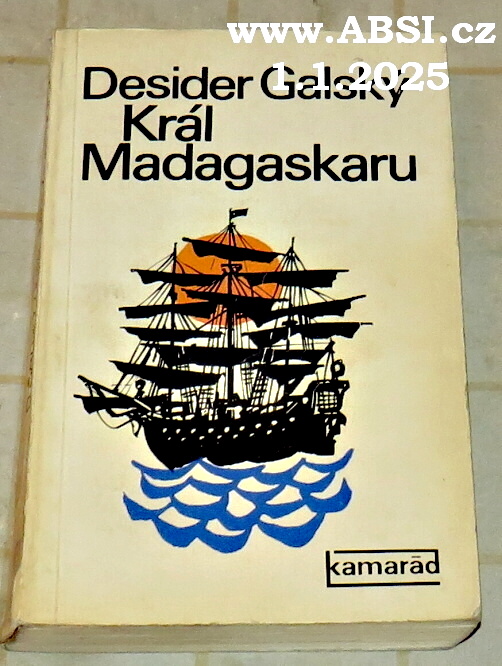 www.ABSI.cz
Desider Galský
1.1.2025
Král
Madagaskaru
kamarád